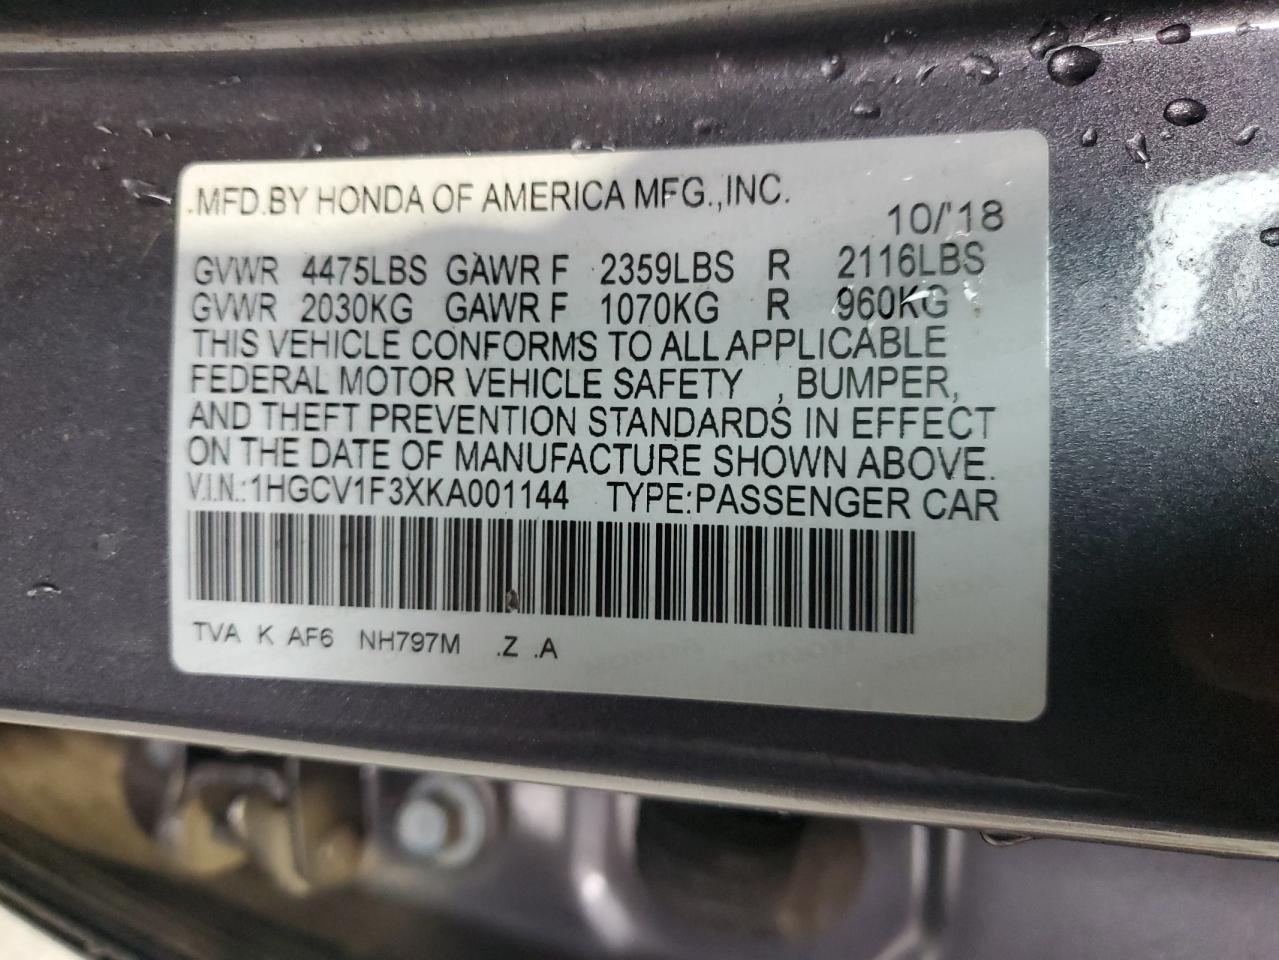 MFD.BY HONDA OF AMERICA MFG.,INC.
10/'18
GVWR 4475LBS GAWR F 2359LBS R 2116LBS
GVWR 2030KG GAWR F 1070KG R 960KG
THIS VEHICLE CONFORMS TO ALL APPLICABLE
FEDERAL MOTOR VEHICLE SAFETY , BUMPER,
AND THEFT PREVENTION STANDARDS IN EFFECT
ON THE DATE OF MANUFACTURE SHOWN ABOVE.
V.I.N.:1HGCV1F3XKA001144 TYPE:PASSENGER CAR
TVA K AF6 NH797M .Z .A